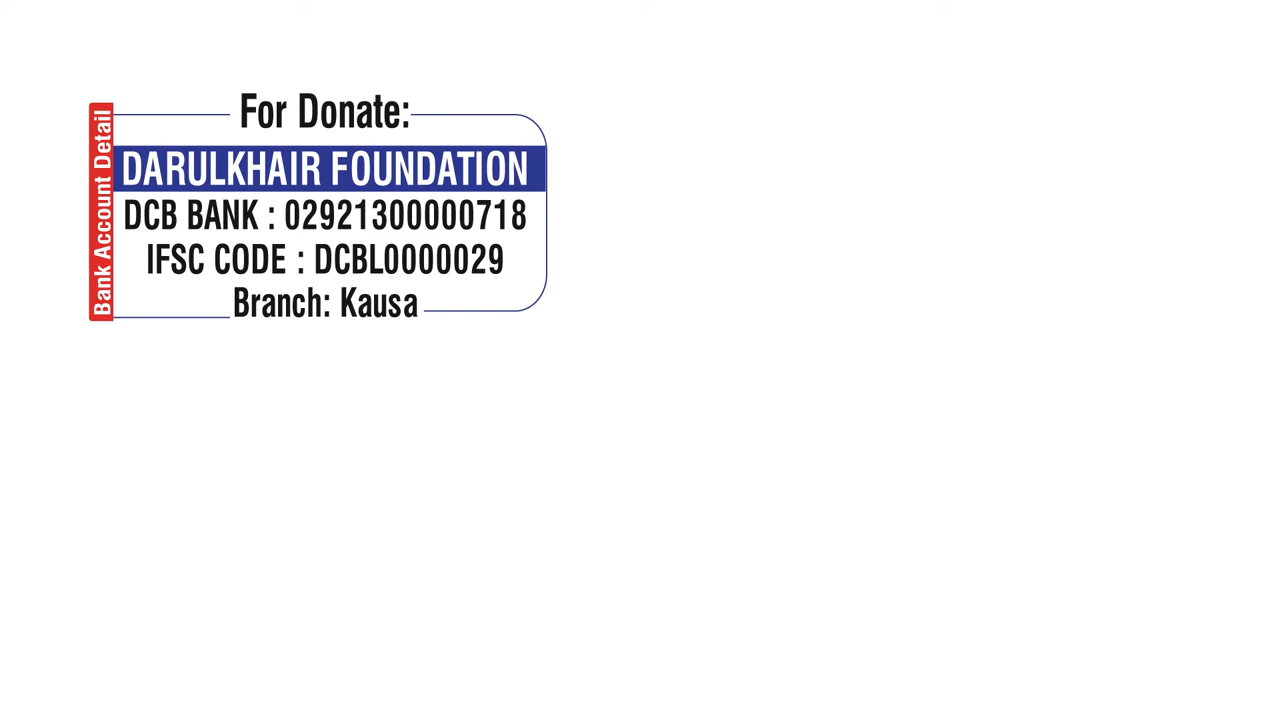 For Donate:
Bank Account Detail
DARULKHAIR FOUNDATION
DCB BANK : 02921300000718
IFSC CODE : DCBL0000029
Branch: Kausa